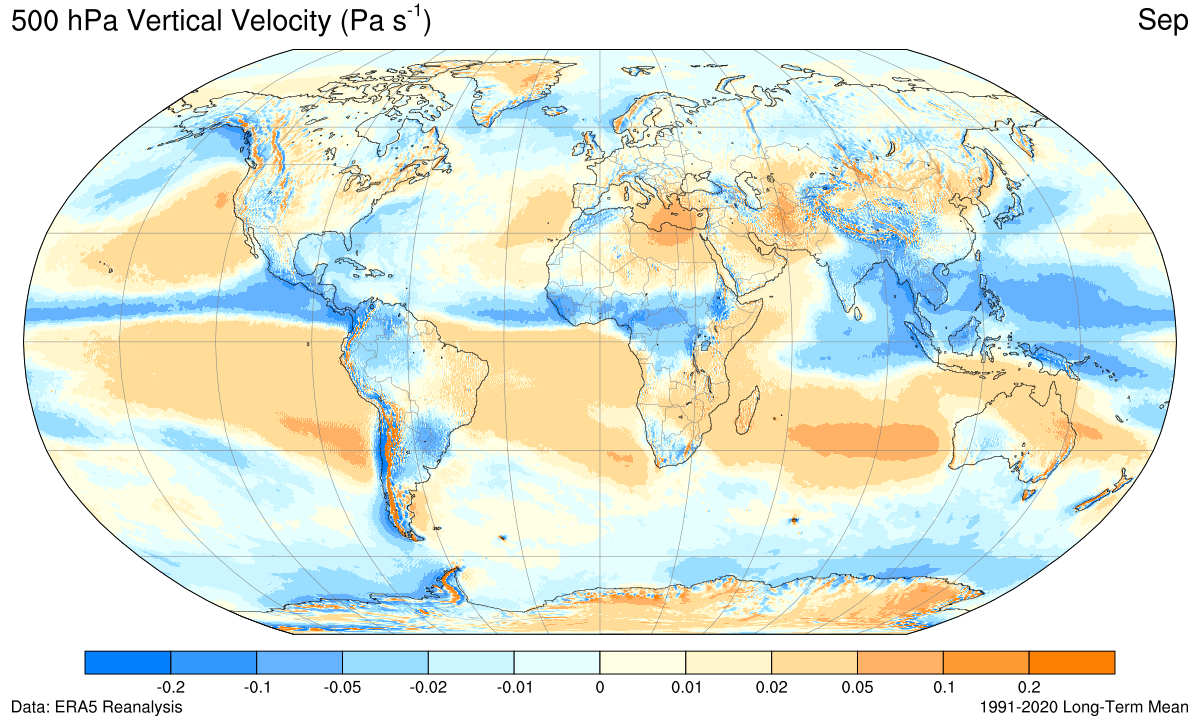 500 hPa Vertical Velocity (Pa s⁻¹)
Sep
-0.2 -0.1 -0.05 -0.02 -0.01 0 0.01 0.02 0.05 0.1 0.2
Data: ERA5 Reanalysis
1991-2020 Long-Term Mean